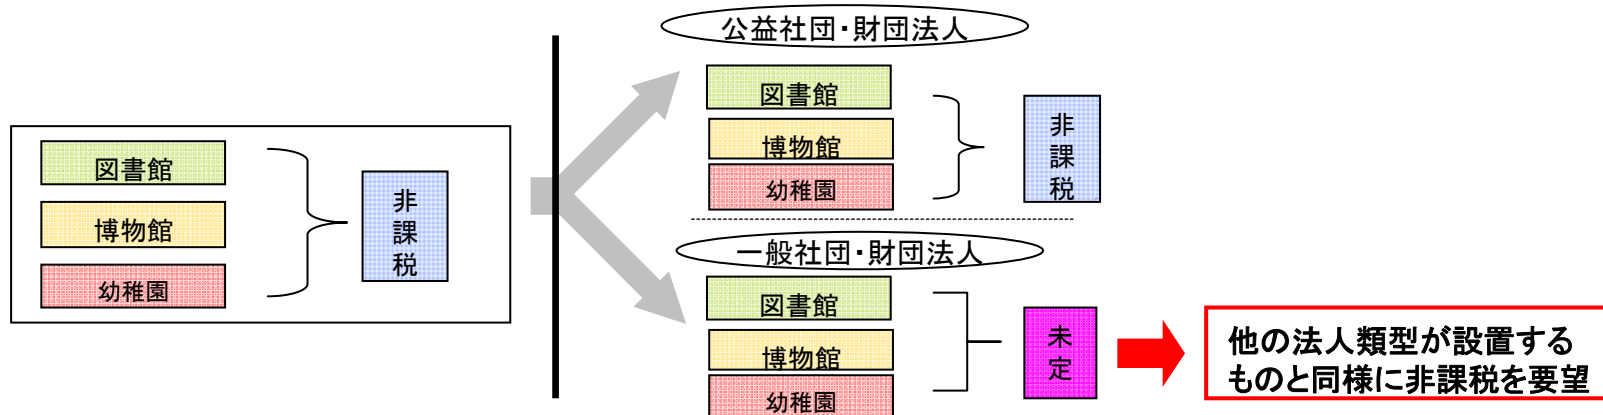 図書館
博物館
幼稚園
非課税
公益社団・財団法人
図書館
博物館
幼稚園
非課税
一般社団・財団法人
図書館
博物館
幼稚園
未定
他の法人類型が設置する
ものと同様に非課税を要望